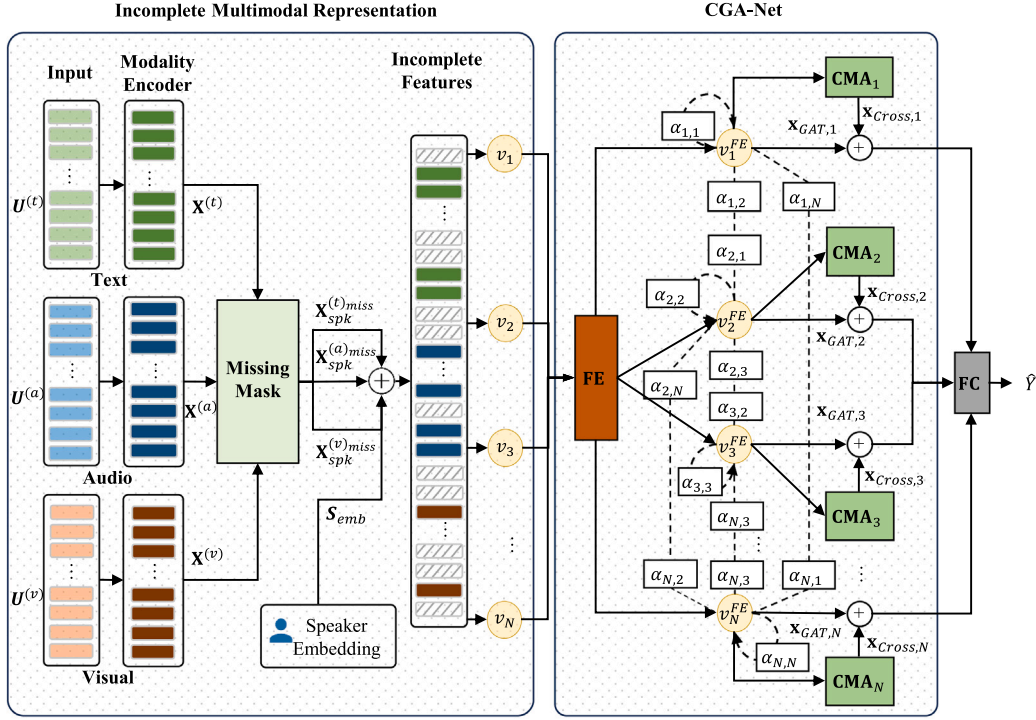 Incomplete Multimodal Representation
CGA-Net
Input
Modality
Encoder
Incomplete
Features
U^(t)
X^(t)
Text
U^(a)
X^(a)
Audio
U^(v)
X^(v)
Visual
Missing
Mask
X_spk^(t)miss
X_spk^(a)miss
X_spk^(v)miss
S_emb
Speaker
Embedding
⋮
v_1
v_2
v_3
⋮
v_N
FE
α_1,1
v_1^FE
CMA_1
x_Cross,1
x_GAT,1
α_1,2
α_1,N
α_2,1
α_2,2
v_2^FE
CMA_2
x_Cross,2
x_GAT,2
α_2,N
α_2,3
α_3,2
x_GAT,3
v_3^FE
α_3,3
x_Cross,3
CMA_3
α_N,3
⋮
α_N,2
α_N,3
α_N,1
⋮
v_N^FE
x_GAT,N
x_Cross,N
α_N,N
CMA_N
FC
Ŷ